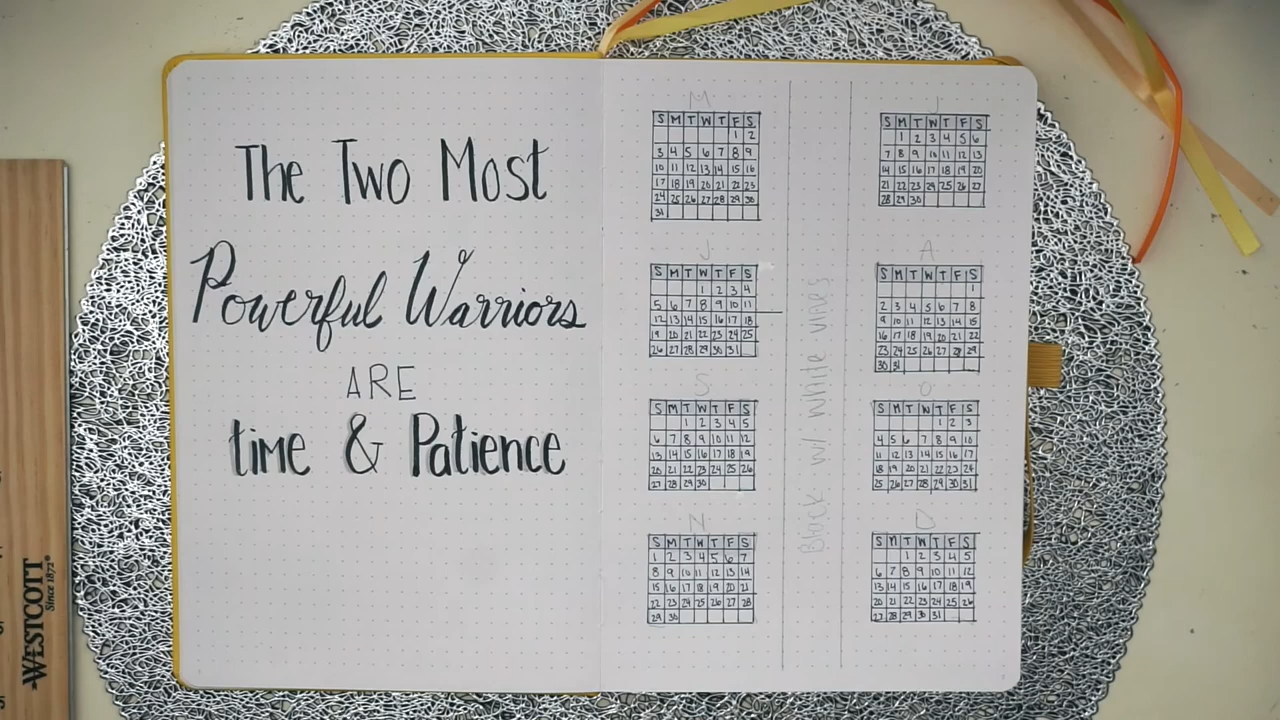 The Two Most
Powerful Warriors
ARE
time & Patience
M
S M T W T F S
1 2
3 4 5 6 7 8 9
10 11 12 13 14 15 16
17 18 19 20 21 22 23
24 25 26 27 28 29 30
31
J
S M T W T F S
1 2 3 4 5 6
7 8 9 10 11 12 13
14 15 16 17 18 19 20
21 22 23 24 25 26 27
28 29 30
J
S M T W T F S
1 2 3 4
5 6 7 8 9 10 11
12 13 14 15 16 17 18
19 20 21 22 23 24 25
26 27 28 29 30 31
A
S M T W T F S
1
2 3 4 5 6 7 8
9 10 11 12 13 14 15
16 17 18 19 20 21 22
23 24 25 26 27 28 29
30 31
S
S M T W T F S
1 2 3 4 5
6 7 8 9 10 11 12
13 14 15 16 17 18 19
20 21 22 23 24 25 26
27 28 29 30
O
S M T W T F S
1 2 3
4 5 6 7 8 9 10
11 12 13 14 15 16 17
18 19 20 21 22 23 24
25 26 27 28 29 30 31
N
S M T W T F S
1 2 3 4 5 6 7
8 9 10 11 12 13 14
15 16 17 18 19 20 21
22 23 24 25 26 27 28
29 30
D
S M T W T F S
1 2 3 4 5
6 7 8 9 10 11 12
13 14 15 16 17 18 19
20 21 22 23 24 25 26
27 28 29 30 31
Black w/ White vines
WESTCOTT
Since 1872